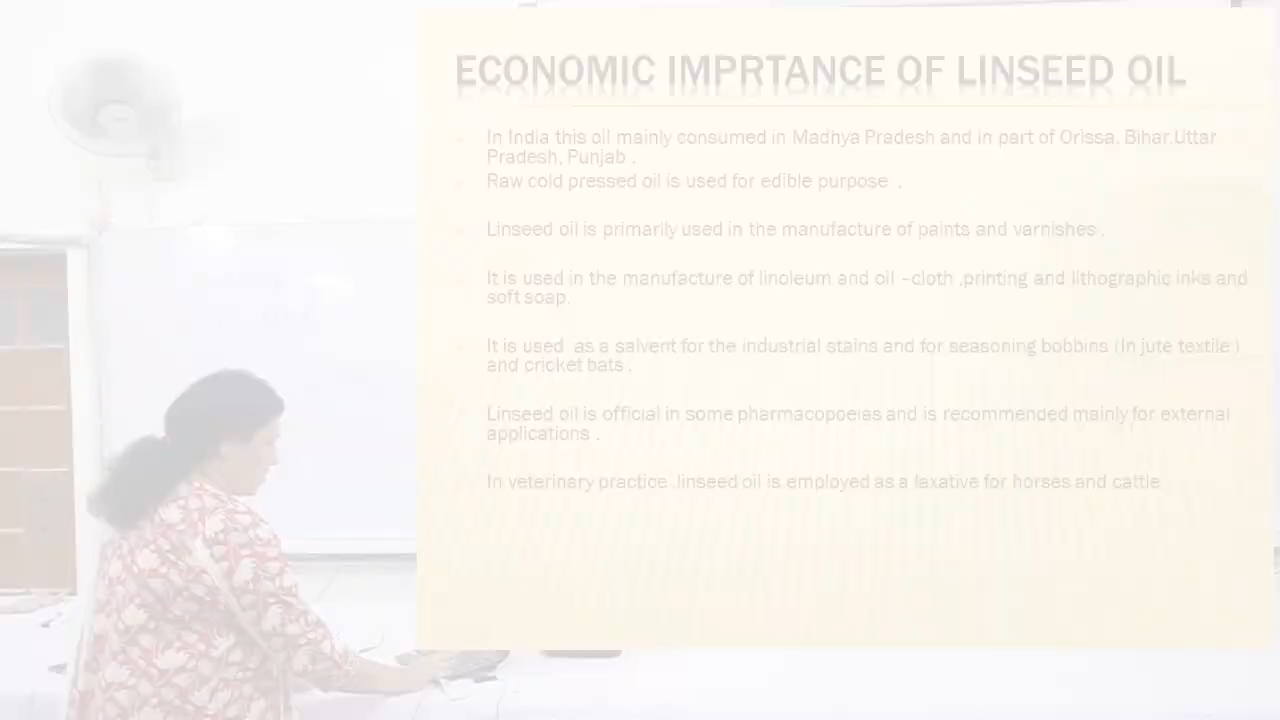 ECONOMIC IMPRTANCE OF LINSEED OIL
In India this oil mainly consumed in Madhya Pradesh and in part of Orissa. Bihar.Uttar
Pradesh, Punjab .
Raw cold pressed oil is used for edible purpose .
Linseed oil is primarily used in the manufacture of paints and varnishes .
It is used in the manufacture of linoleum and oil –cloth ,printing and lithographic inks and
soft soap.
It is used as a salvent for the industrial stains and for seasoning bobbins (In jute textile )
and cricket bats .
Linseed oil is official in some pharmacopoeias and is recommended mainly for external
applications .
In veterinary practice ,linseed oil is employed as a laxative for horses and cattle